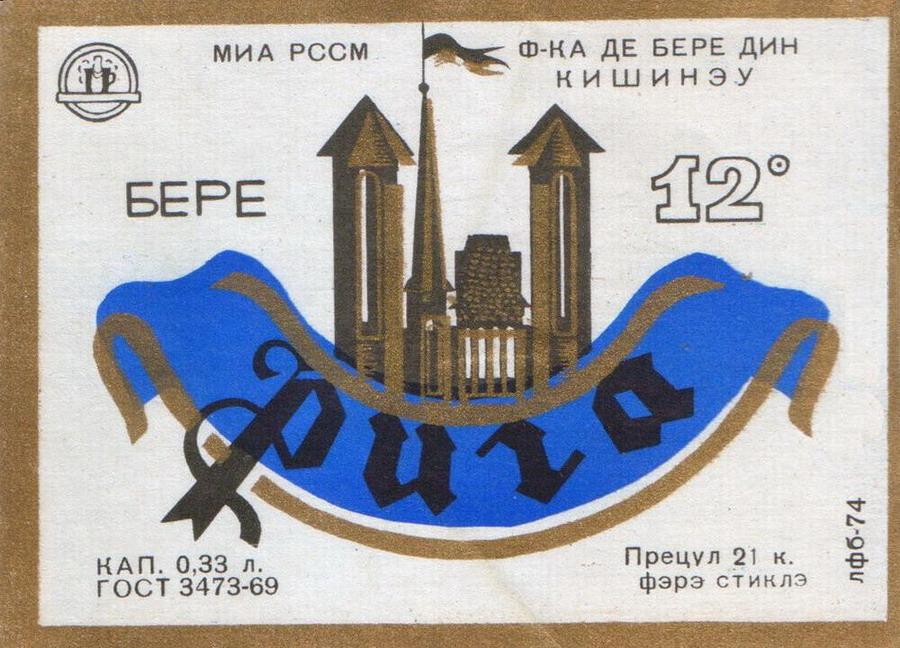 МИА РССМ
Ф-КА ДЕ БЕРЕ ДИН
КИШИНЭУ
БЕРЕ
12°
Рига
КАП. 0,33 л.
ГОСТ 3473-69
Прецул 21 к.
фэрэ стиклэ
лфб-74